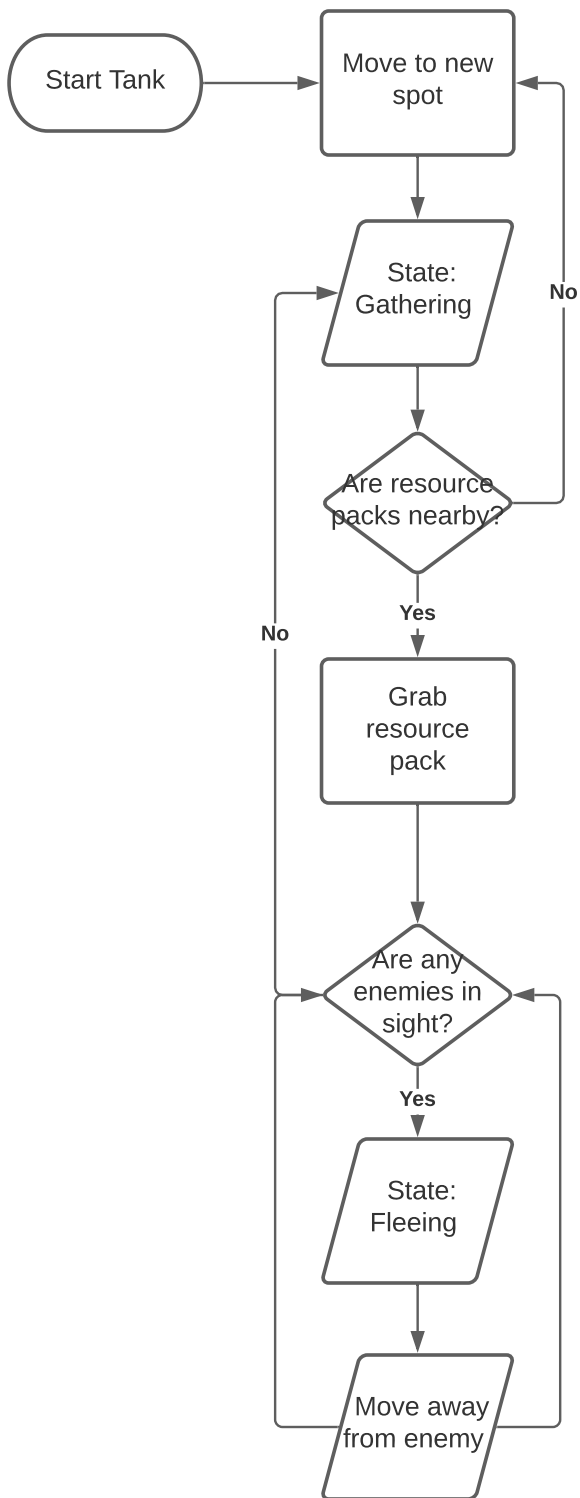 Start Tank
Move to new
spot
State:
Gathering
No
Are resource
packs nearby?
Yes
No
Grab
resource
pack
Are any
enemies in
sight?
Yes
State:
Fleeing
Move away
from enemy